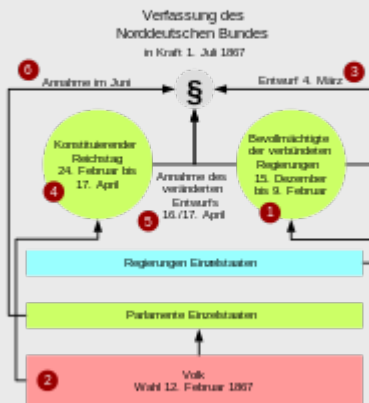 Verfassung des
Norddeutschen Bundes
in Kraft 1. Juli 1867
6
3
Annahme im Juni
§
Entwurf 4. März
Konstituierender
Reichstag
24. Februar bis
17. April
4
Bevollmächtigte
der verbündeten
Regierungen
15. Dezember
bis 9. Februar
1
Annahme des
veränderten
Entwurfs
16./17. April
5
Regierungen Einzelstaaten
Parlamente Einzelstaaten
2
Volk
Wahl 12. Februar 1867